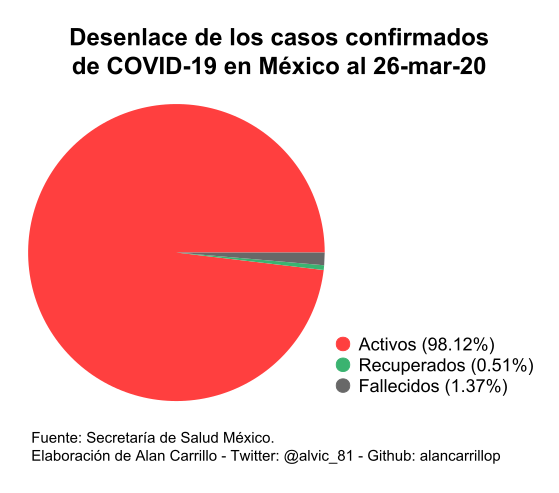 Desenlace de los casos confirmados
de COVID-19 en México al 26-mar-20
Activos (98.12%)
Recuperados (0.51%)
Fallecidos (1.37%)
Fuente: Secretaría de Salud México.
Elaboración de Alan Carrillo - Twitter: @alvic_81 - Github: alancarrillop